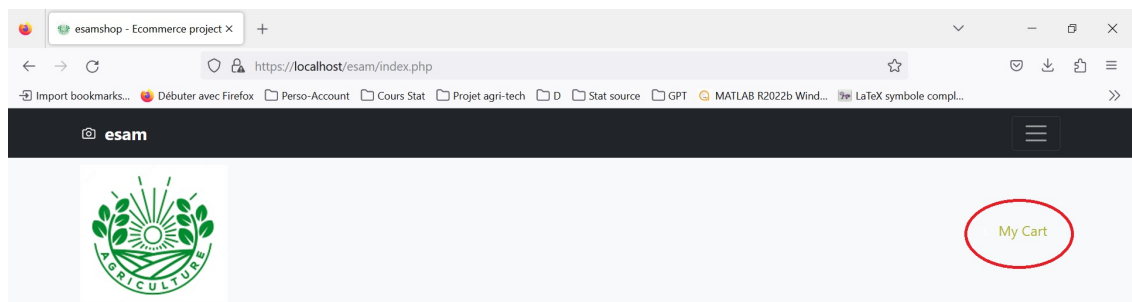 esamshop - Ecommerce project
https://localhost/esam/index.php
Import bookmarks... Débuter avec Firefox Perso-Account Cours Stat Projet agri-tech D Stat source GPT MATLAB R2022b Wind... LaTeX symbole compl...
esam
AGRICULTURE
My Cart